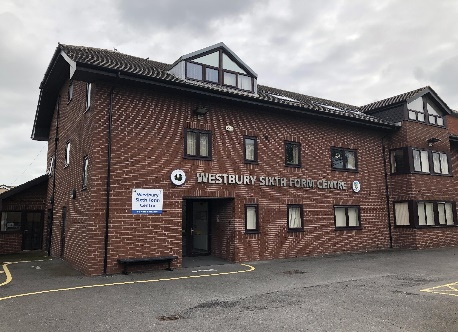 WESTBURY SIXTH FORM CENTRE
Westbury
Sixth Form
Centre